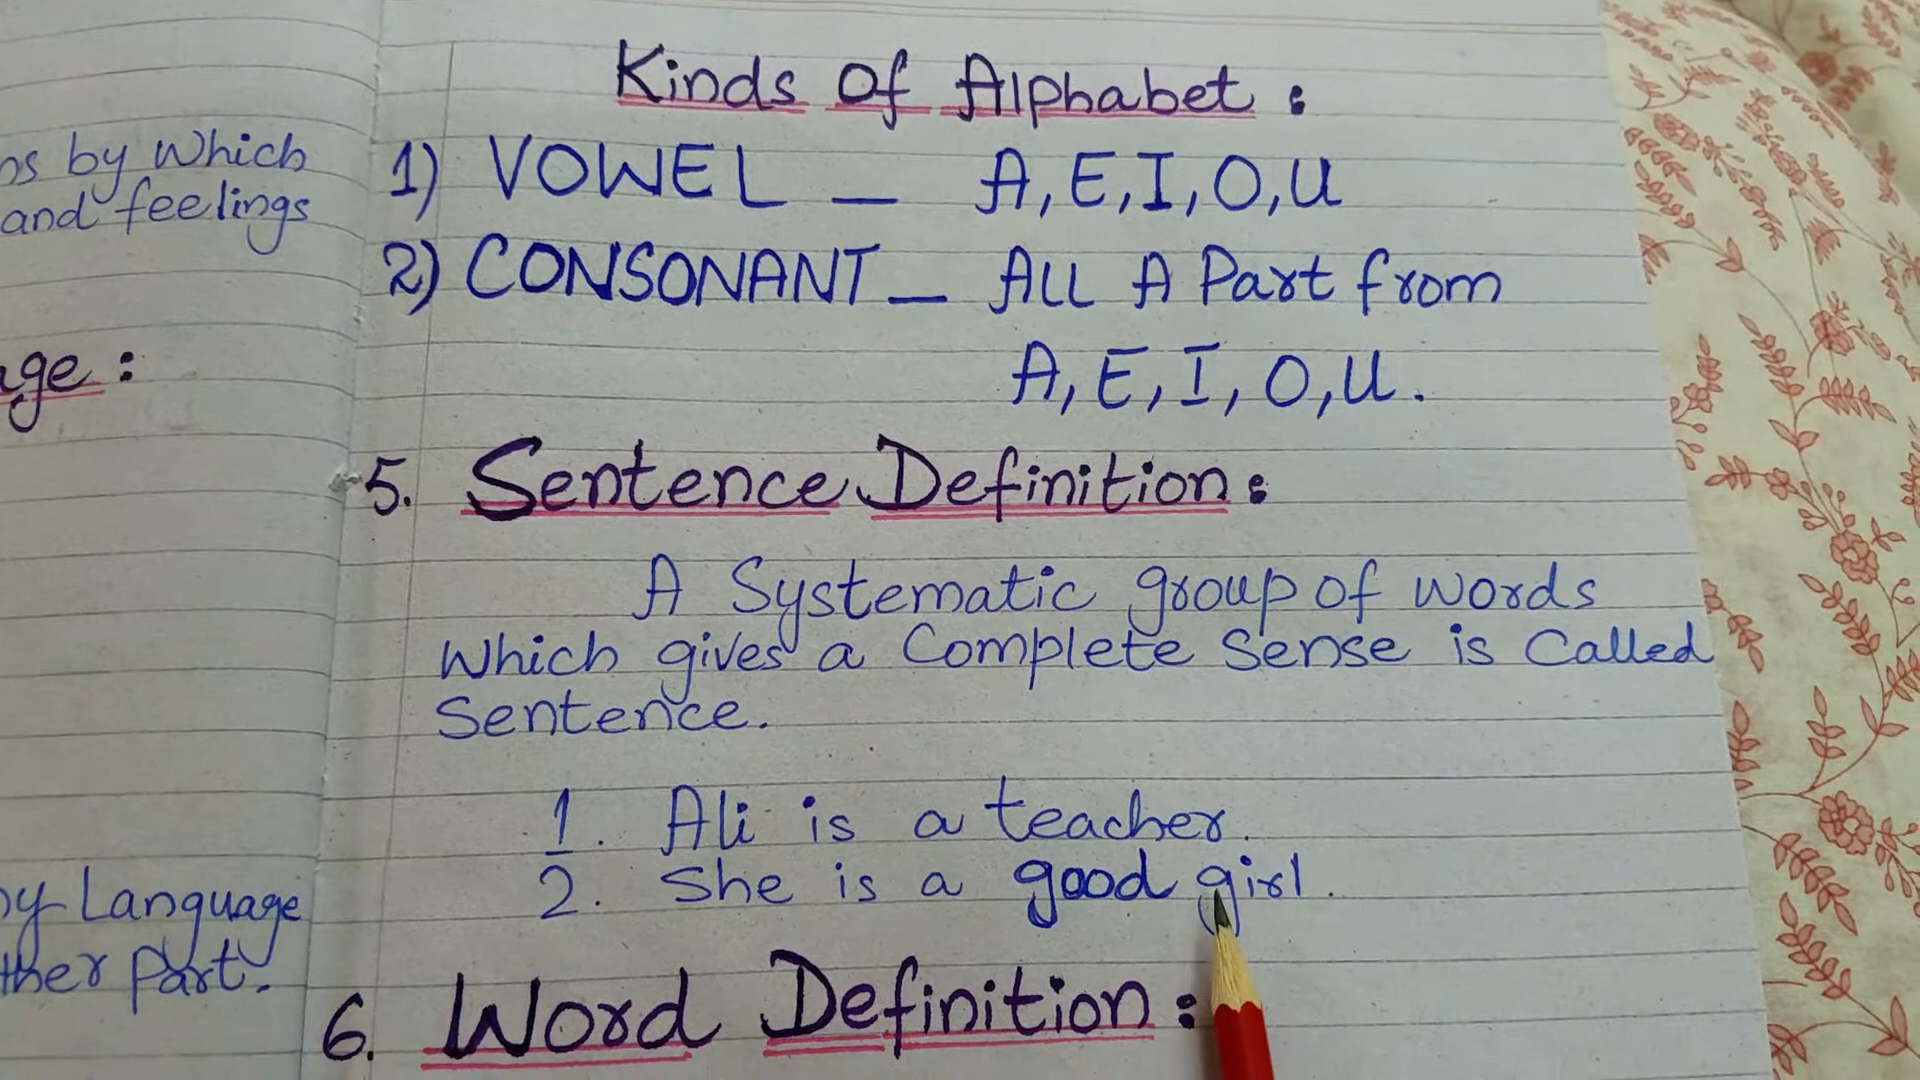 by Which
and feelings
:
by Language
Part.
Kinds Of Alphabet :
1) VOWEL _ A, E, I, O, U
2) CONSONANT _ ALL A Part from
A, E, I, O, U.
5. Sentence Definition :
A Systematic group of words
Which gives a Complete Sense is Called
Sentence.
1. Ali is a teacher.
2. She is a good girl.
6. Word Definition :